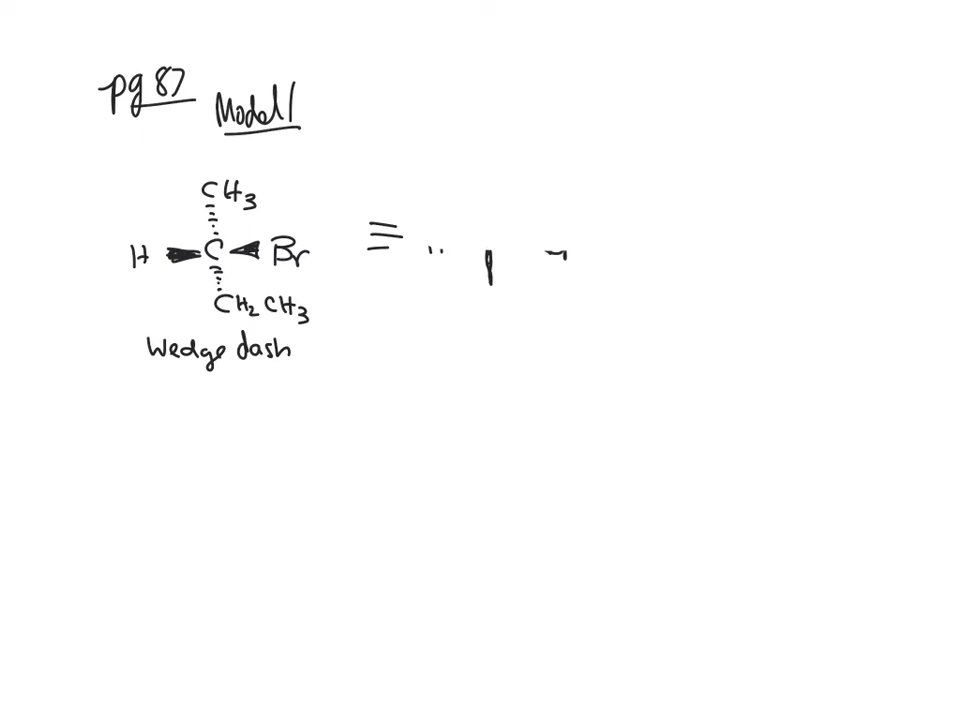 pg 87
Model 1
CH3
H C Br
CH2CH3
Wedge dash
≡